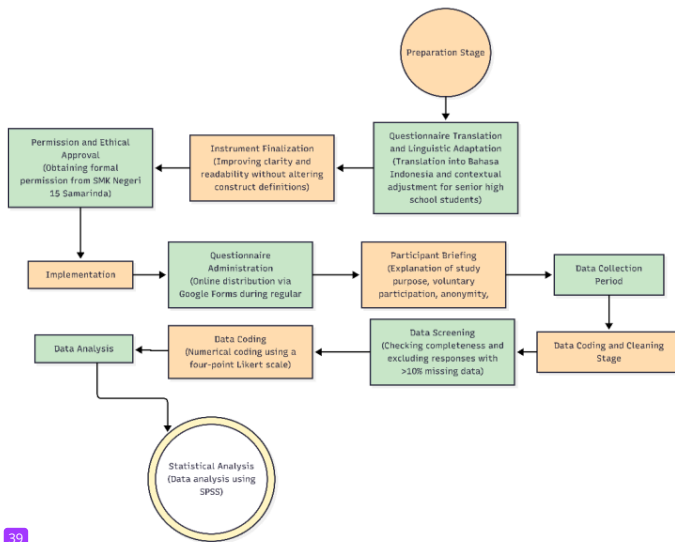 Preparation Stage
Questionnaire Translation
and Linguistic Adaptation
(Translation into Bahasa
Indonesia and contextual
adjustment for senior high
school students)
Instrument Finalization
(Improving clarity and
readability without altering
construct definitions)
Permission and Ethical
Approval
(Obtaining formal
permission from SMK Negeri
15 Samarinda)
Implementation
Questionnaire
Administration
(Online distribution via
Google Forms during regular
Participant Briefing
(Explanation of study
purpose, voluntary
participation, anonymity,
Data Collection
Period
Data Coding and Cleaning
Stage
Data Screening
(Checking completeness and
excluding responses with
>10% missing data)
Data Coding
(Numerical coding using a
four-point Likert scale)
Data Analysis
Statistical Analysis
(Data analysis using
SPSS)
39